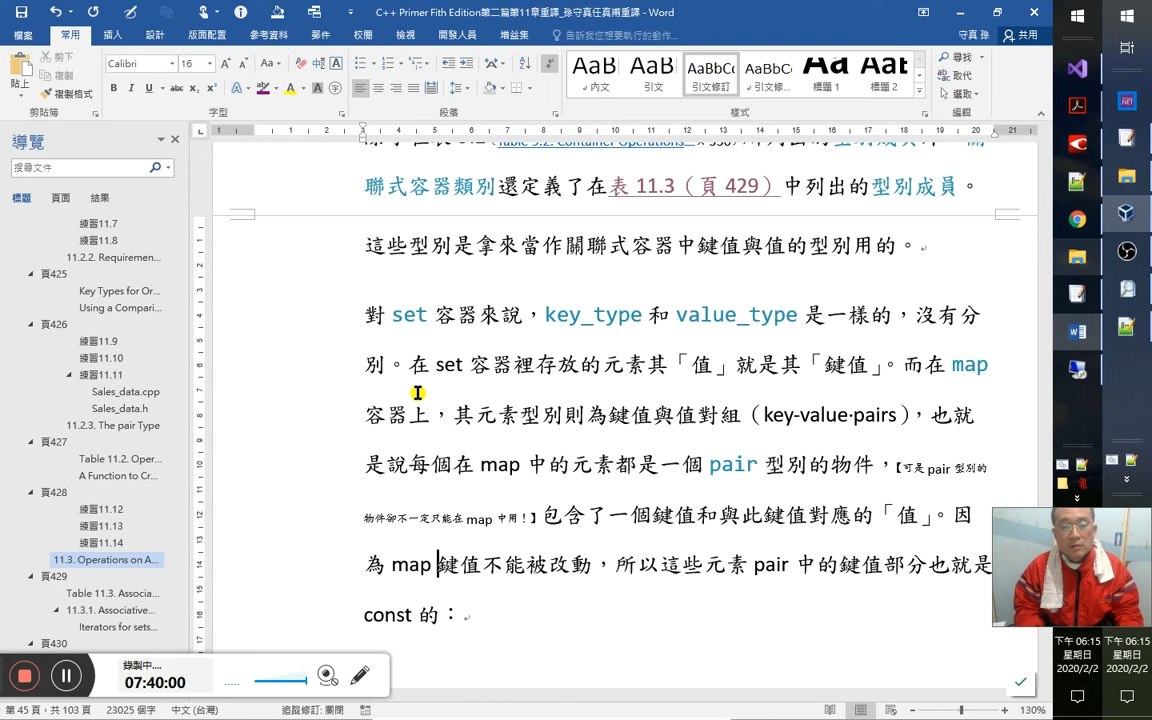 C++ Primer Fith Edition第二篇第11章重譯_孫守真任真甫重譯 - Word
檔案 常用 插入 設計 版面配置 參考資料 郵件 校閱 檢視 開發人員 增益集 告訴我您想要執行的動作... 守真 孫 共用
貼上 剪下 複製 複製格式
Calibri 16
AaB AaB AaBbCc AaBbC AaB AaB
內文 引文 引文修訂 引文修... 標題 1 標題 2
尋找 取代 選取
剪貼簿 字型 段落 樣式 編輯
導覽
搜尋文件
標題 頁面 結果
練習11.7
練習11.8
11.2.2. Requiremen...
頁425
Key Types for Or...
Using a Compari...
頁426
練習11.9
練習11.10
練習11.11
Sales_data.cpp
Sales_data.h
11.2.3. The pair Type
頁427
Table 11.2. Oper...
A Function to Cr...
頁428
練習11.12
練習11.13
練習11.14
11.3. Operations on A...
頁429
Table 11.3. Associa...
11.3.1. Associative...
Iterators for sets...
頁430
聯式容器類別還定義了在表 11.3（頁 429）中列出的型別成員。
這些型別是拿來當作關聯式容器中鍵值與值的型別用的。
對 set 容器來說，key_type 和 value_type 是一樣的，沒有分
別。在 set 容器裡存放的元素其「值」就是其「鍵值」。而在 map
容器上，其元素型別則為鍵值與值對組（key-value·pairs），也就
是說每個在 map 中的元素都是一個 pair 型別的物件，【可是 pair 型別的
物件卻不一定只能在 map 中用！】包含了一個鍵值和與此鍵值對應的「值」。因
為 map 鍵值不能被改動，所以這些元素 pair 中的鍵值部分也就是
const 的：
錄製中...
07:40:00
第 45 頁，共 103 頁 23025 個字 中文 (台灣) 追蹤修訂: 關閉 130%
下午 06:15 下午 06:15
星期日 星期日
2020/2/2 2020/2/2